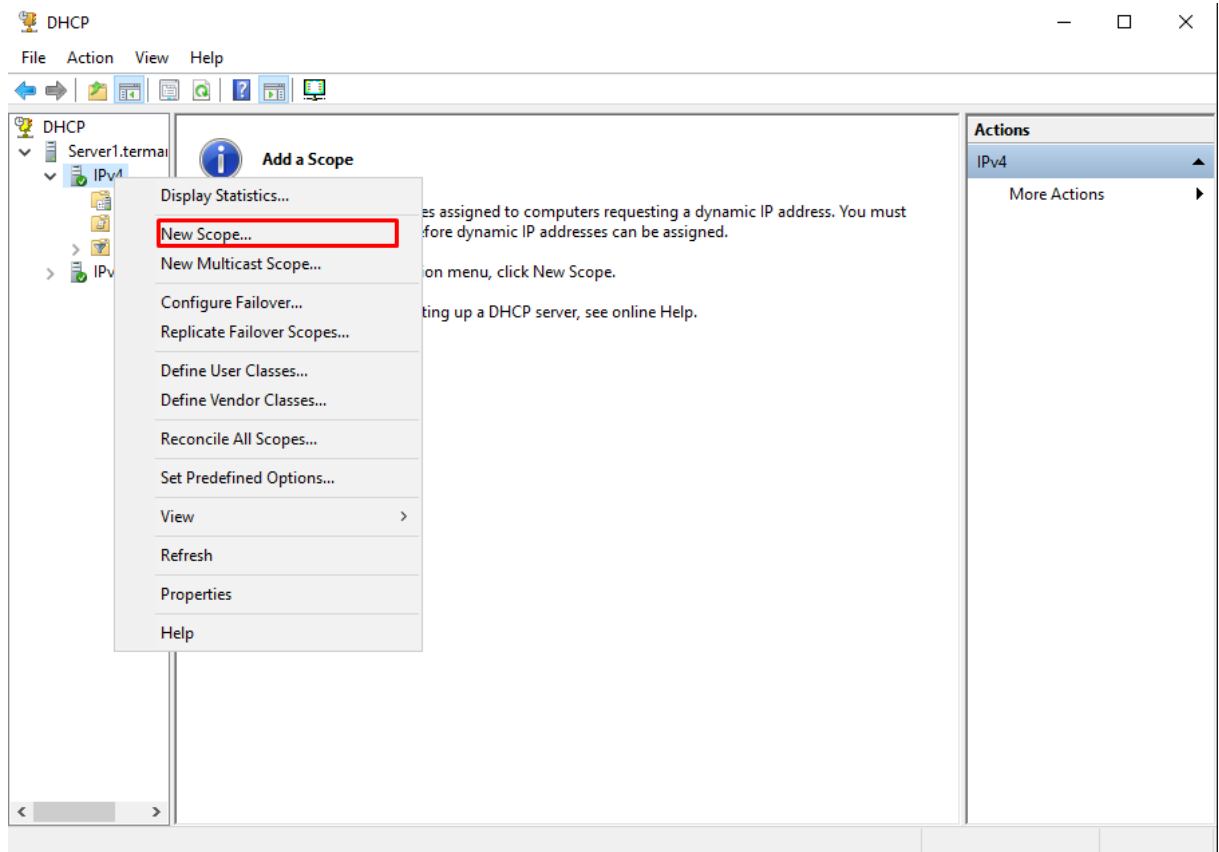 DHCP
File Action View Help
DHCP
Server1.termai
IPv4
IPv
Add a Scope
es assigned to computers requesting a dynamic IP address. You must
fore dynamic IP addresses can be assigned.
ion menu, click New Scope.
ting up a DHCP server, see online Help.
Display Statistics...
New Scope...
New Multicast Scope...
Configure Failover...
Replicate Failover Scopes...
Define User Classes...
Define Vendor Classes...
Reconcile All Scopes...
Set Predefined Options...
View
Refresh
Properties
Help
Actions
IPv4
More Actions